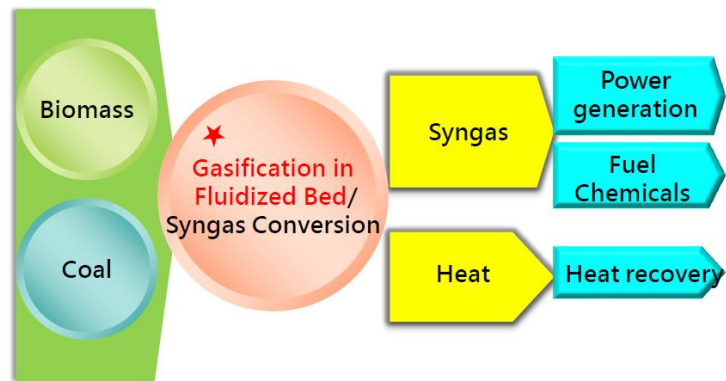 Biomass
Coal
Gasification in
Fluidized Bed/
Syngas Conversion
Syngas
Heat
Power
generation
Fuel
Chemicals
Heat recovery